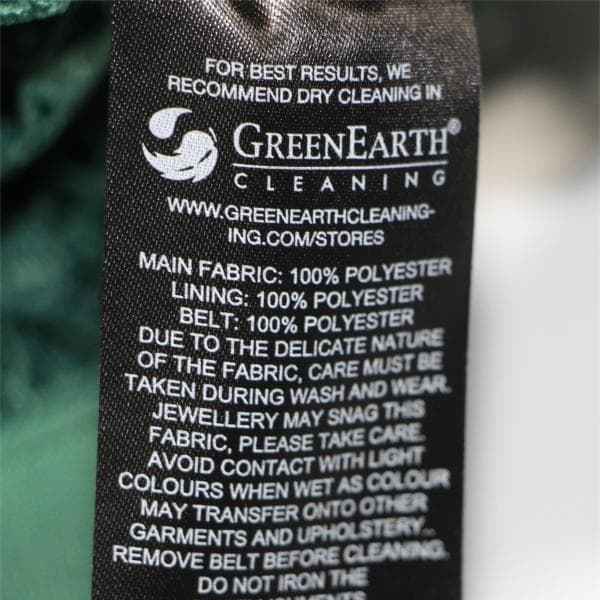 FOR BEST RESULTS, WE
RECOMMEND DRY CLEANING IN
GREENEARTH®
CLEANING
WWW.GREENEARTHCLEANING-
ING.COM/STORES
MAIN FABRIC: 100% POLYESTER
LINING: 100% POLYESTER
BELT: 100% POLYESTER
DUE TO THE DELICATE NATURE
OF THE FABRIC, CARE MUST BE
TAKEN DURING WASH AND WEAR.
JEWELLERY MAY SNAG THIS
FABRIC, PLEASE TAKE CARE.
AVOiD CONTACT WITH LIGHT
COLOURS WHEN WET AS COLOUR
MAY TRANSFER ONTO OTHER
GARMENTS AND UPHOLSTERY..
REMOVE BELT BEFORE CLEANING.
DO NOT IRON THE